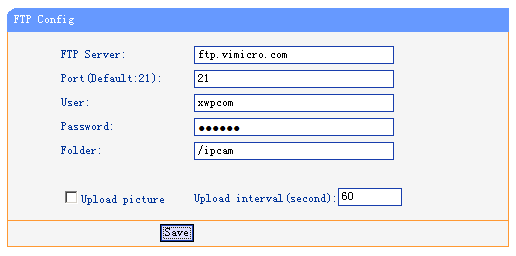 FTP Config
FTP Server: ftp.vimicro.com
Port(Default:21): 21
User: xwpcom
Password: ●●●●●●
Folder: /ipcam
Upload picture Upload interval(second): 60
Save